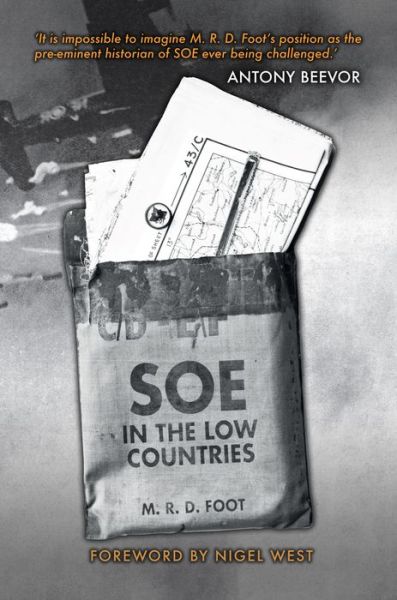 ‘It is impossible to imagine M. R. D. Foot’s position as the
pre-eminent historian of SOE ever being challenged.’
ANTONY BEEVOR
43/C
SOE
IN THE LOW
COUNTRIES
M. R. D. FOOT
FOREWORD BY NIGEL WEST